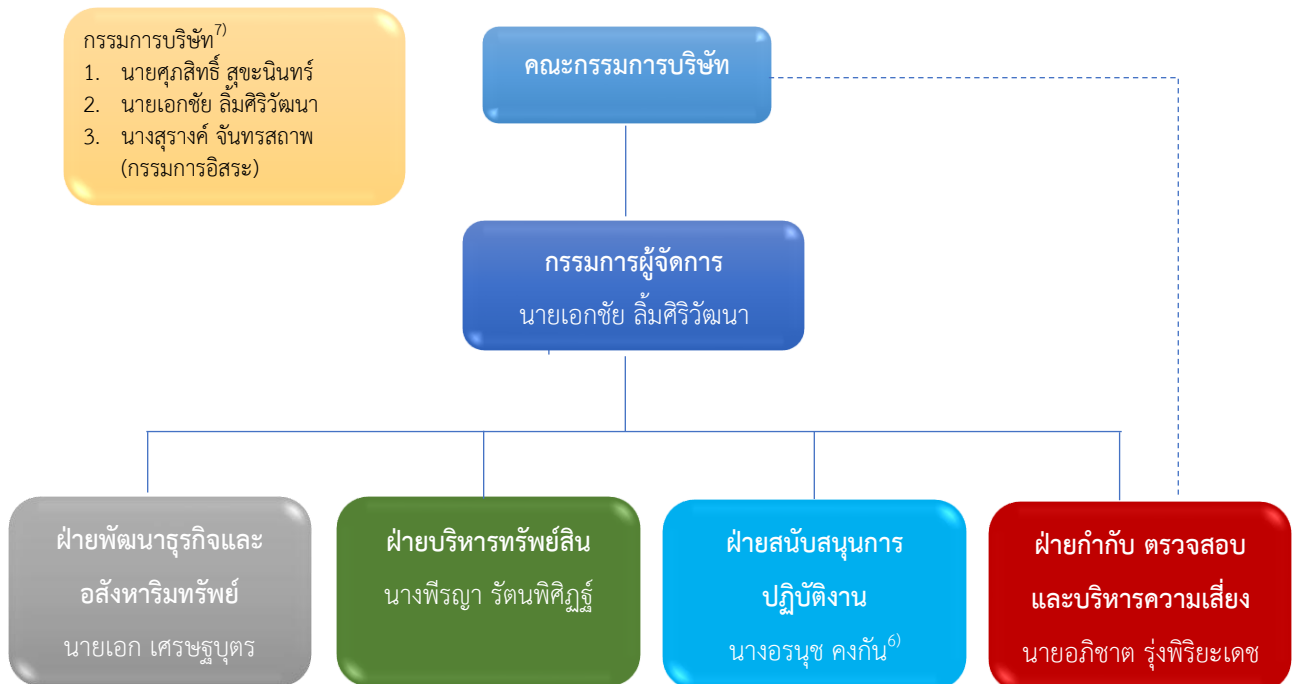 กรรมการบริษัท7)
1. นายศุภสิทธิ์ สุขะนินทร์
2. นายเอกชัย ลิ้มศิริวัฒนา
3. นางสุรางค์ จันทรสถาพ
(กรรมการอิสระ)
คณะกรรมการบริษัท
กรรมการผู้จัดการ
นายเอกชัย ลิ้มศิริวัฒนา
ฝ่ายพัฒนาธุรกิจและ
อสังหาริมทรัพย์
นายเอก เศรษฐบุตร
ฝ่ายบริหารทรัพย์สิน
นางพีรญา รัตนพิศิฏฐ์
ฝ่ายสนับสนุนการ
ปฏิบัติงาน
นางอรนุช คงกัน6)
ฝ่ายกำกับ ตรวจสอบ
และบริหารความเสี่ยง
นายอภิชาต รุ่งพิริยะเดช